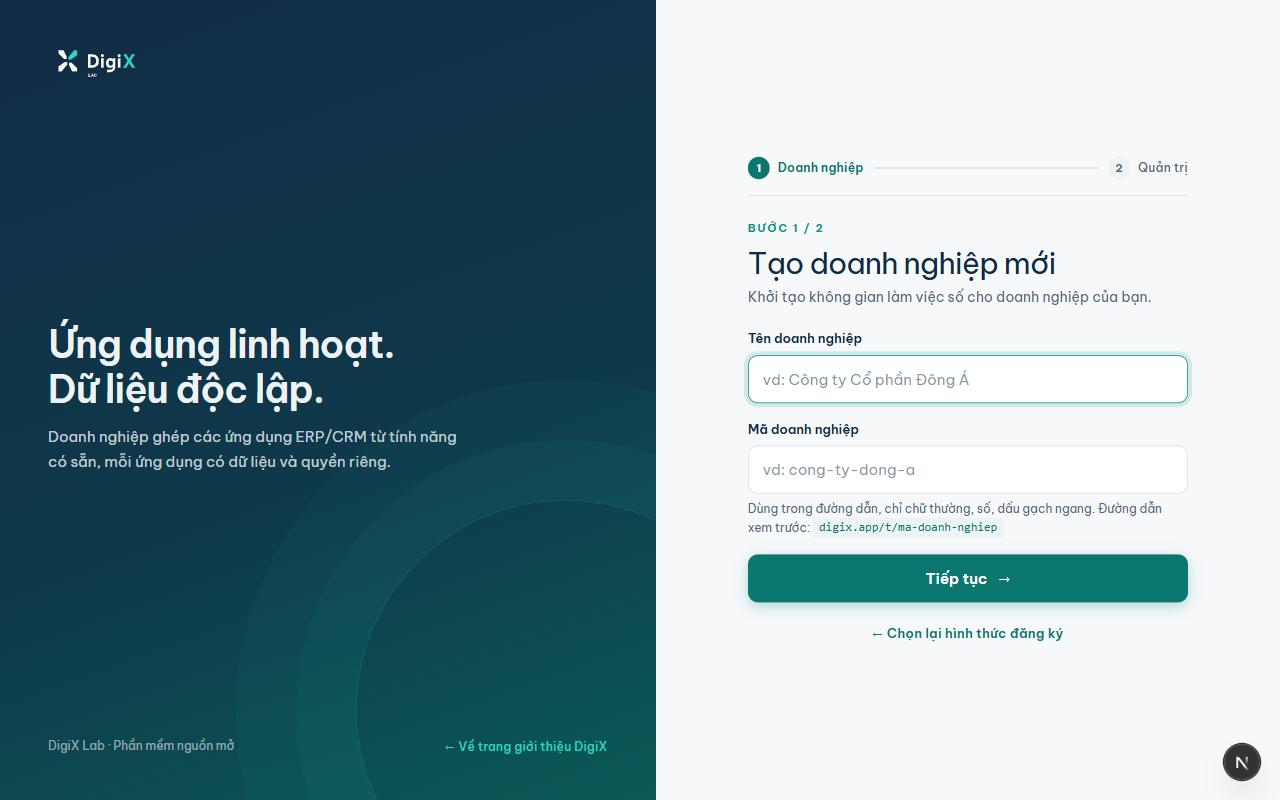 DigiX
LAB
Ứng dụng linh hoạt.
Dữ liệu độc lập.
Doanh nghiệp ghép các ứng dụng ERP/CRM từ tính năng
có sẵn, mỗi ứng dụng có dữ liệu và quyền riêng.
DigiX Lab · Phần mềm nguồn mở
← Về trang giới thiệu DigiX
1 Doanh nghiệp
2 Quản trị
BƯỚC 1 / 2
Tạo doanh nghiệp mới
Khởi tạo không gian làm việc số cho doanh nghiệp của bạn.
Tên doanh nghiệp
vd: Công ty Cổ phần Đông Á
Mã doanh nghiệp
vd: cong-ty-dong-a
Dùng trong đường dẫn, chỉ chữ thường, số, dấu gạch ngang. Đường dẫn
xem trước: digix.app/t/ma-doanh-nghiep
Tiếp tục →
← Chọn lại hình thức đăng ký
N